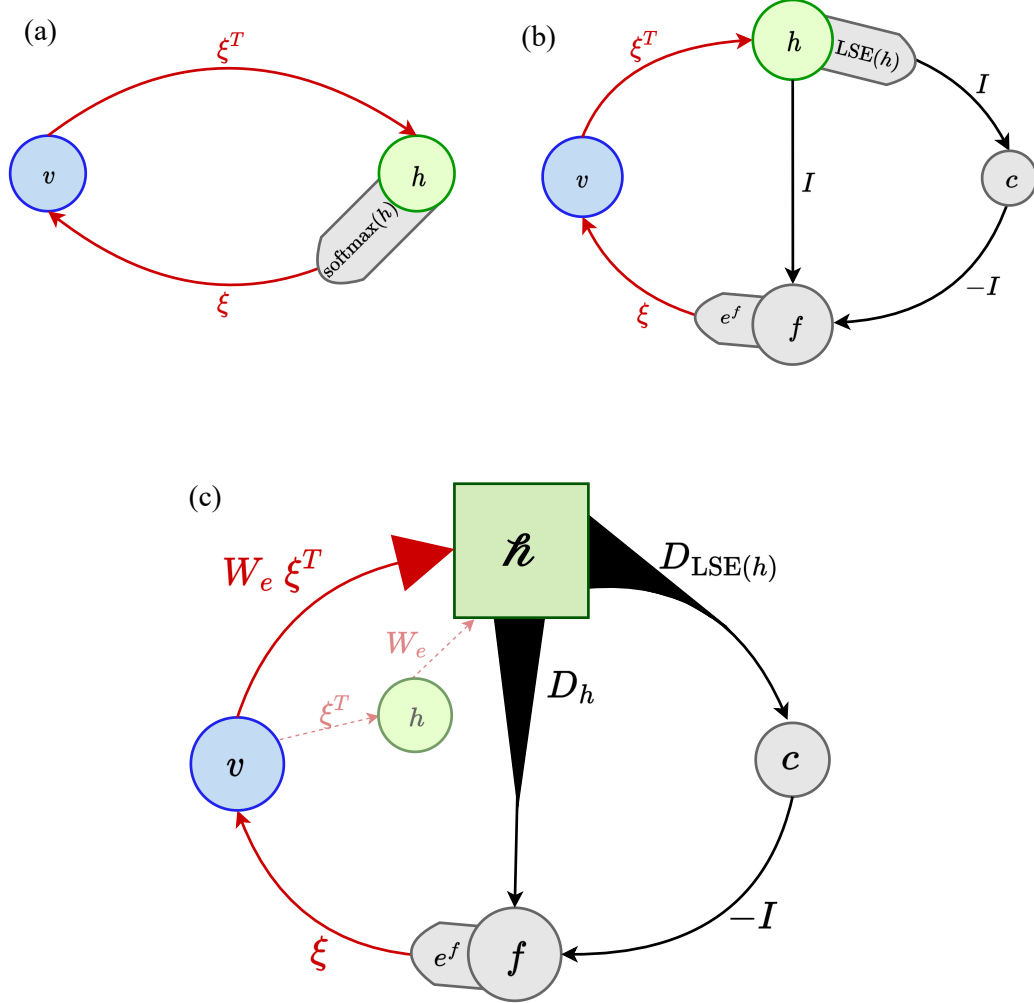 (a)
ξ^T
v
h
softmax(h)
ξ
(b)
ξ^T
h
LSE(h)
I
v
I
c
-I
ξ
e^f
f
(c)
W_e ξ^T
𝒽
D_LSE(h)
W_e
D_h
ξ^T
h
v
c
-I
ξ
e^f
f